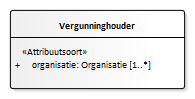 Vergunninghouder
«Attribuutsoort»
+ organisatie: Organisatie [1..*]